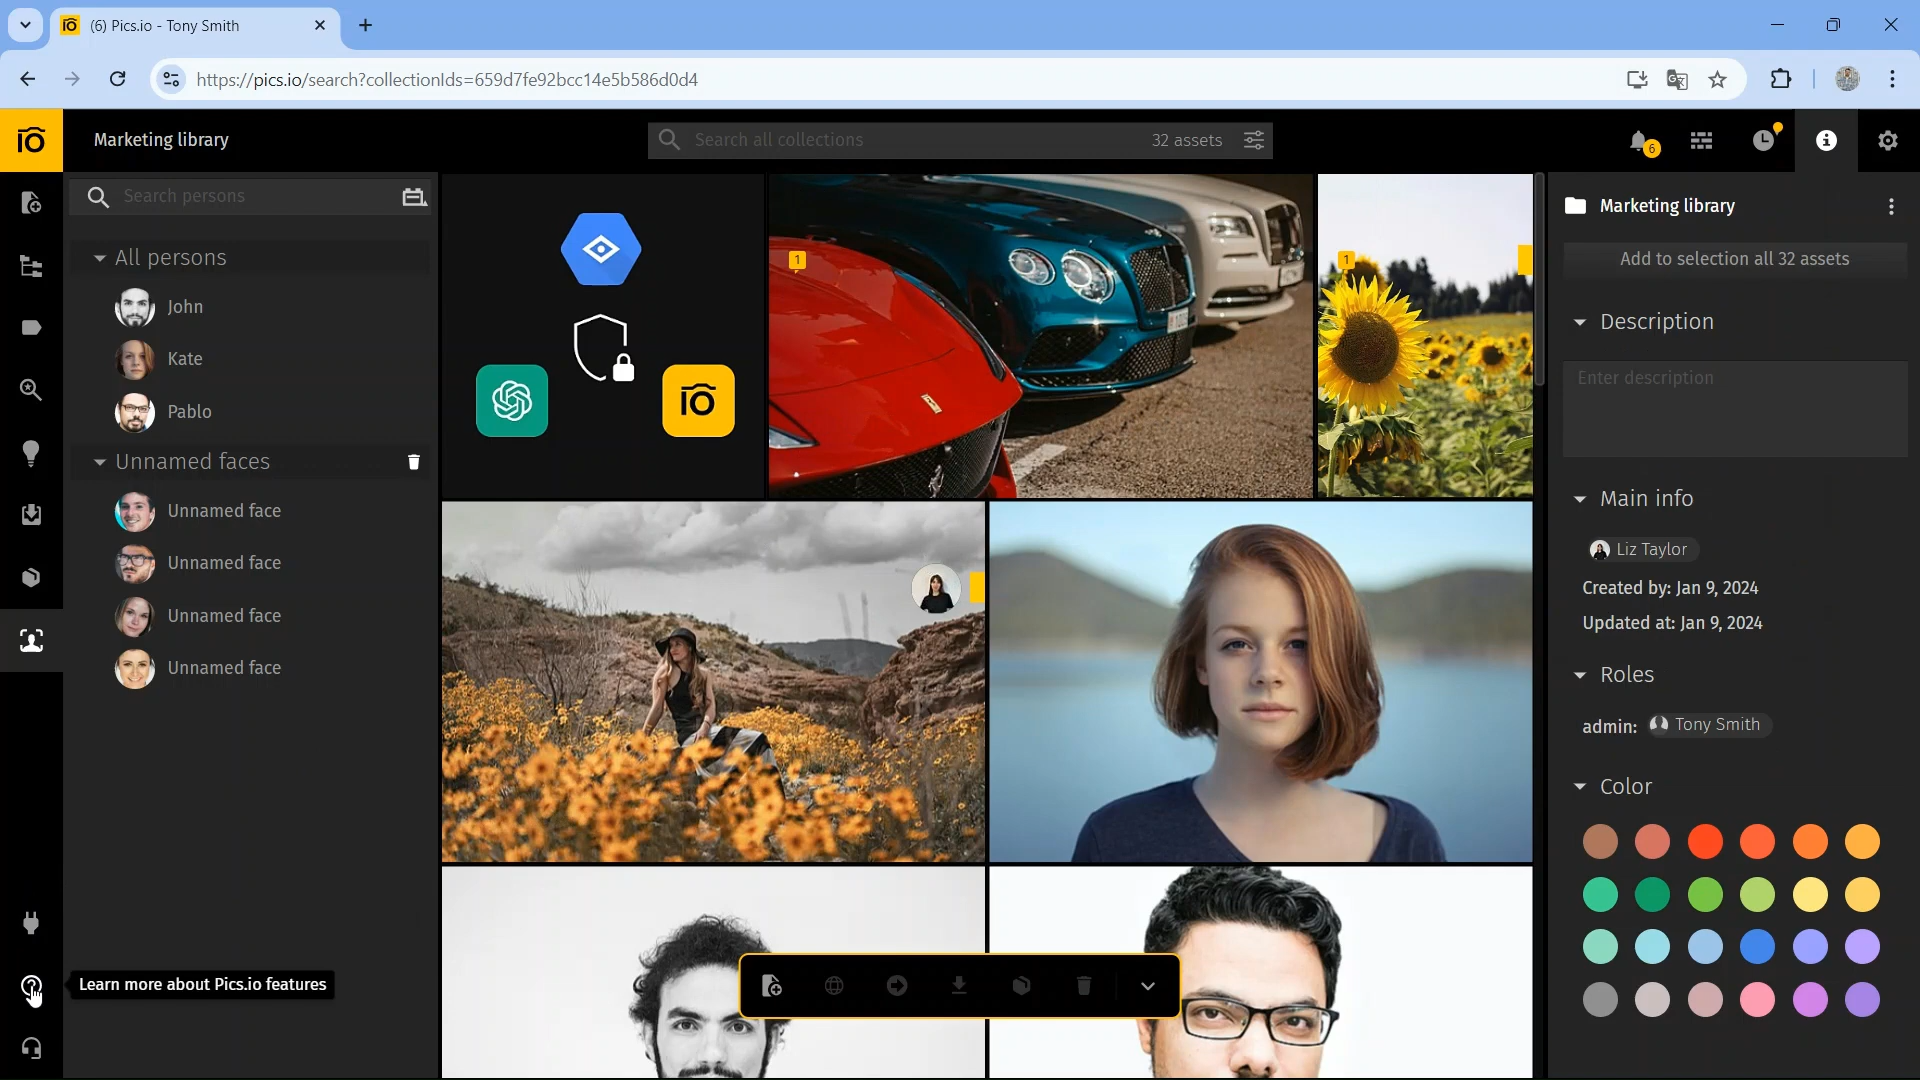 (6) Pics.io - Tony Smith
https://pics.io/search?collectionIds=659d7fe92bcc14e5b586d0d4
Marketing library
Search all collections
32 assets
6
Search persons
All persons
John
Kate
Pablo
Unnamed faces
Unnamed face
Unnamed face
Unnamed face
Unnamed face
Learn more about Pics.io features
1
1
Marketing library
Add to selection all 32 assets
Description
Enter description
Main info
Liz Taylor
Created by: Jan 9, 2024
Updated at: Jan 9, 2024
Roles
admin:
Tony Smith
Color